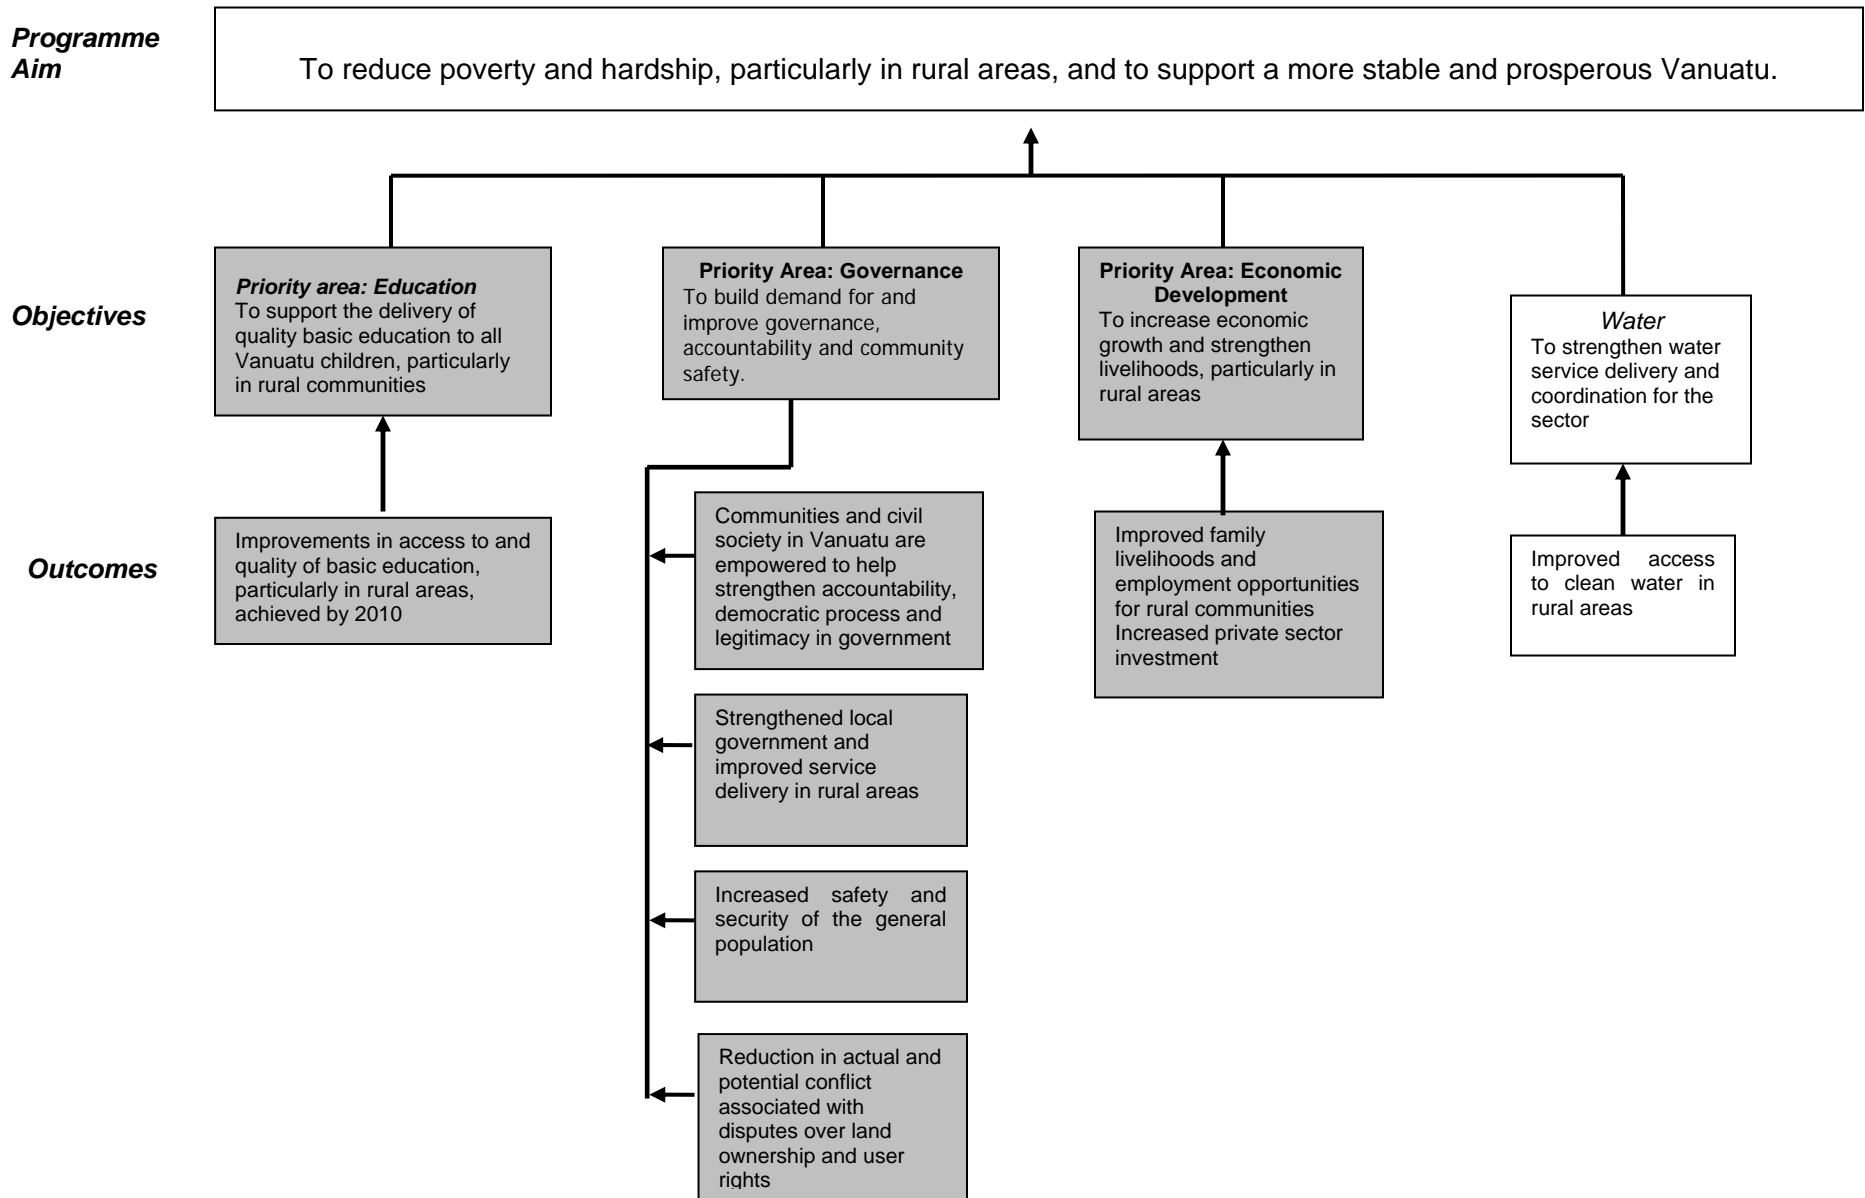 Programme
Aim
To reduce poverty and hardship, particularly in rural areas, and to support a more stable and prosperous Vanuatu.
Objectives
Priority area: Education
To support the delivery of
quality basic education to all
Vanuatu children, particularly
in rural communities
Priority Area: Governance
To build demand for and
improve governance,
accountability and community
safety.
Priority Area: Economic
Development
To increase economic
growth and strengthen
livelihoods, particularly in
rural areas
Water
To strengthen water
service delivery and
coordination for the
sector
Outcomes
Improvements in access to and
quality of basic education,
particularly in rural areas,
achieved by 2010
Communities and civil
society in Vanuatu are
empowered to help
strengthen accountability,
democratic process and
legitimacy in government
Strengthened local
government and
improved service
delivery in rural areas
Increased safety and
security of the general
population
Reduction in actual and
potential conflict
associated with
disputes over land
ownership and user
rights
Improved family
livelihoods and
employment opportunities
for rural communities
Increased private sector
investment
Improved access
to clean water in
rural areas